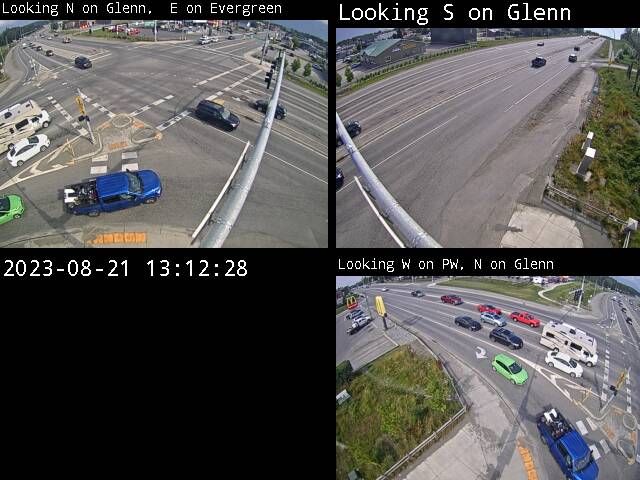 Looking N on Glenn,  E on Evergreen
Looking S on Glenn
2023-08-21 13:12:28
Looking W on PW, N on Glenn